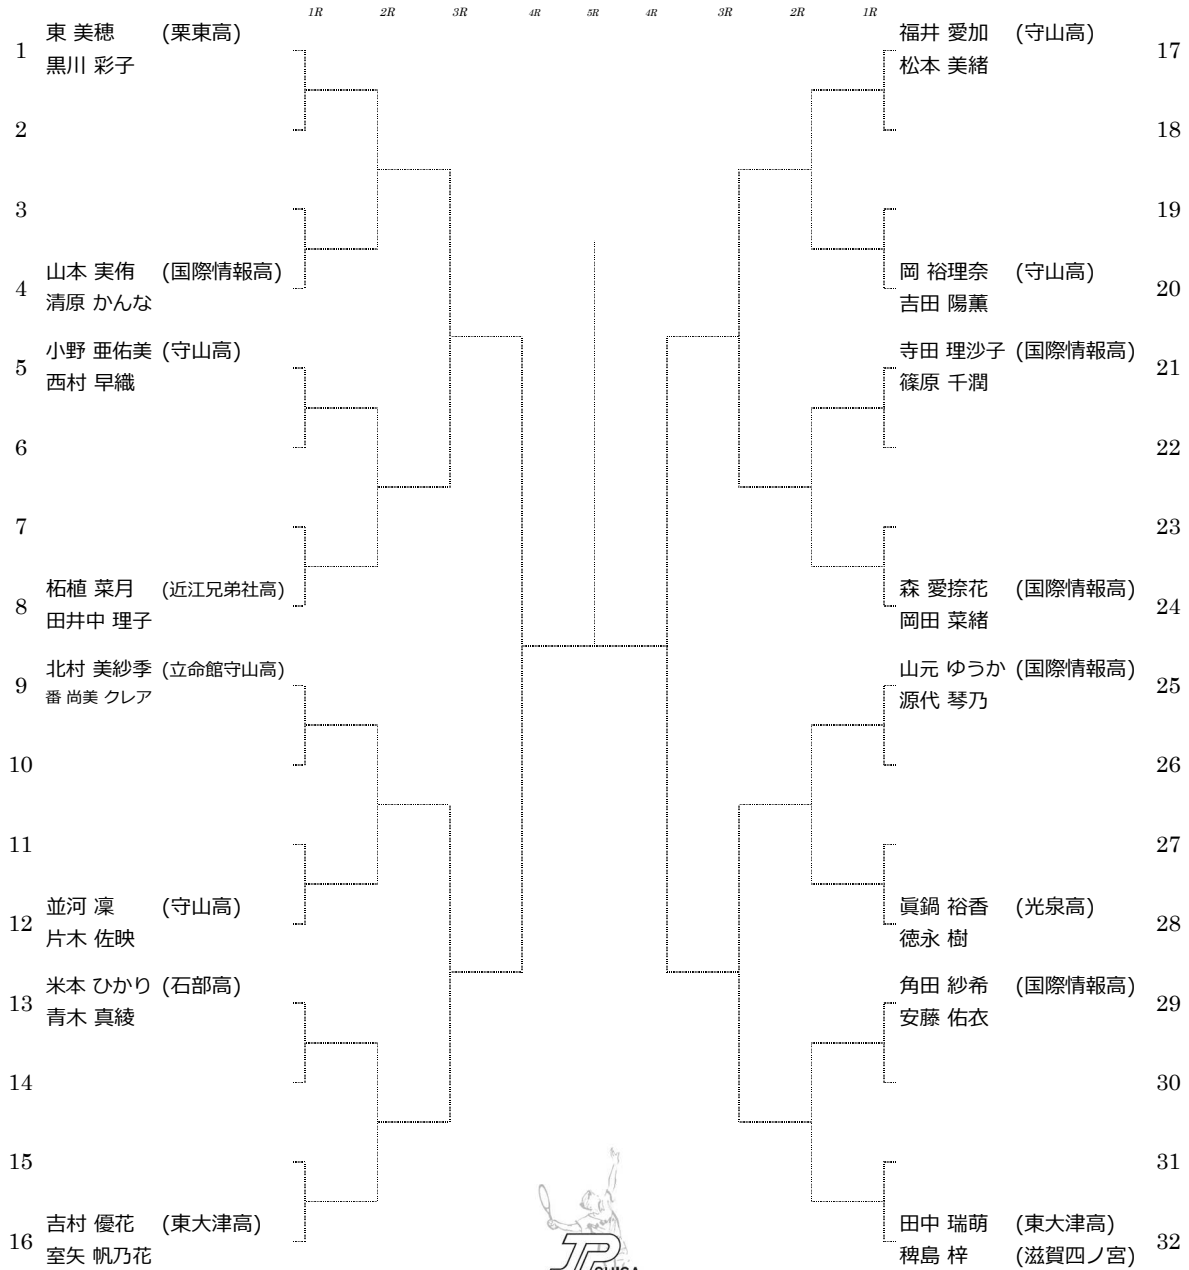 1R 2R 3R 4R 5R 4R 3R 2R 1R
1 東 美穂 (栗東高)
黒川 彩子
2
3
4 山本 実侑 (国際情報高)
清原 かんな
5 小野 亜佑美 (守山高)
西村 早織
6
7
8 柘植 菜月 (近江兄弟社高)
田井中 理子
9 北村 美紗季 (立命館守山高)
番 尚美 クレア
10
11
12 並河 凜 (守山高)
片木 佐映
13 米本 ひかり (石部高)
青木 真綾
14
15
16 吉村 優花 (東大津高)
室矢 帆乃花
福井 愛加 (守山高) 17
松本 美緒
18
19
岡 裕理奈 (守山高) 20
吉田 陽薫
寺田 理沙子 (国際情報高) 21
篠原 千潤
22
23
森 愛捺花 (国際情報高) 24
岡田 菜緒
山元 ゆうか (国際情報高) 25
源代 琴乃
26
27
眞鍋 裕香 (光泉高) 28
徳永 樹
角田 紗希 (国際情報高) 29
安藤 佑衣
30
31
田中 瑞萌 (東大津高) 32
稗島 梓 (滋賀四ノ宮)